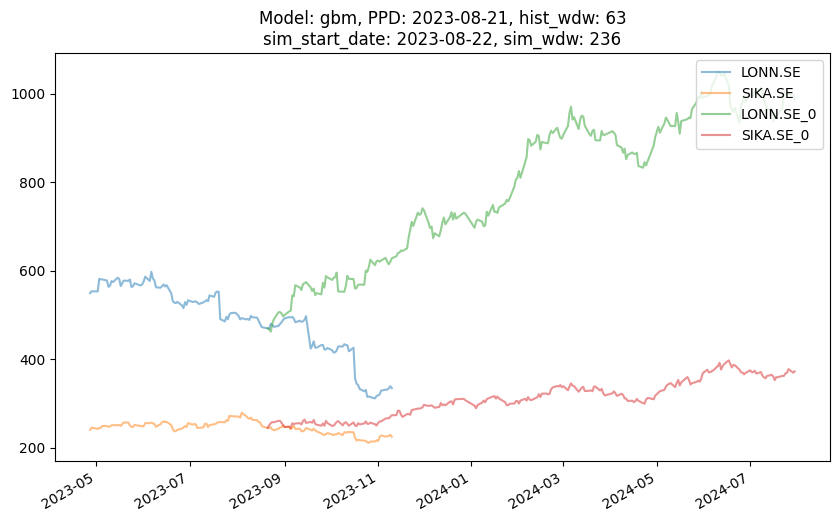 Model: gbm, PPD: 2023-08-21, hist_wdw: 63
sim_start_date: 2023-08-22, sim_wdw: 236
LONN.SE
SIKA.SE
LONN.SE_0
SIKA.SE_0
1000
800
600
400
200
2023-05
2023-07
2023-09
2023-11
2024-01
2024-03
2024-05
2024-07